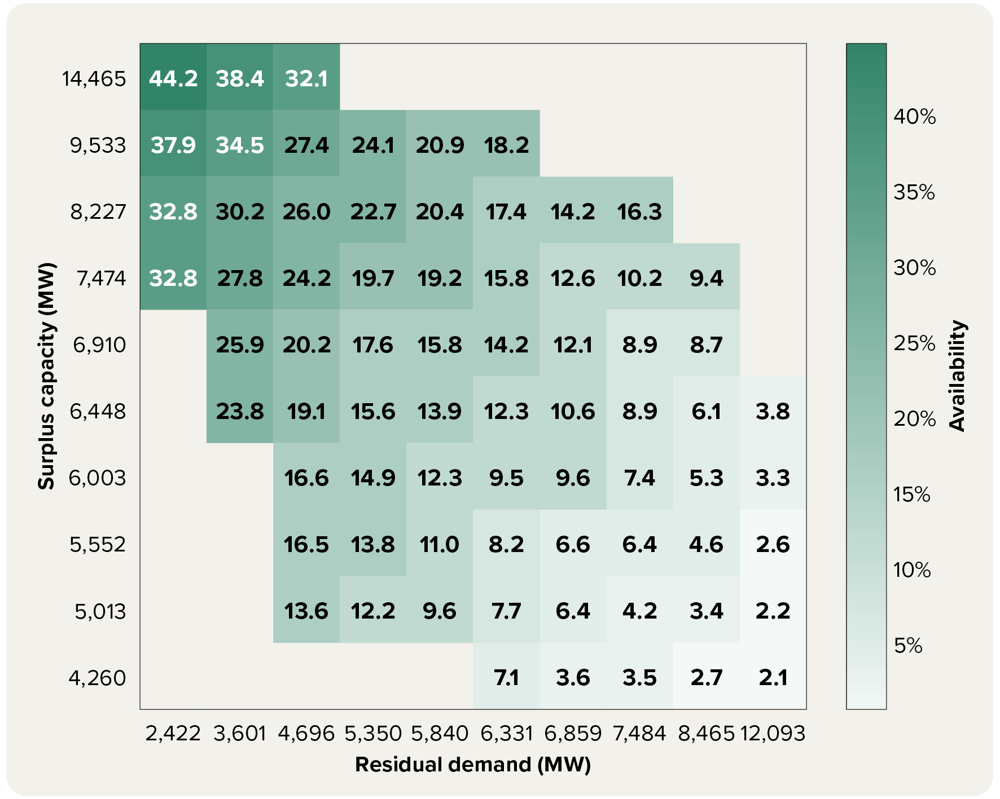 14,465 44.2 38.4 32.1
9,533 37.9 34.5 27.4 24.1 20.9 18.2
8,227 32.8 30.2 26.0 22.7 20.4 17.4 14.2 16.3
7,474 32.8 27.8 24.2 19.7 19.2 15.8 12.6 10.2 9.4
6,910 25.9 20.2 17.6 15.8 14.2 12.1 8.9 8.7
6,448 23.8 19.1 15.6 13.9 12.3 10.6 8.9 6.1 3.8
6,003 16.6 14.9 12.3 9.5 9.6 7.4 5.3 3.3
5,552 16.5 13.8 11.0 8.2 6.6 6.4 4.6 2.6
5,013 13.6 12.2 9.6 7.7 6.4 4.2 3.4 2.2
4,260 7.1 3.6 3.5 2.7 2.1
2,422 3,601 4,696 5,350 5,840 6,331 6,859 7,484 8,465 12,093
Residual demand (MW)
Surplus capacity (MW)
40%
35%
30%
25%
20%
15%
10%
5%
Availability